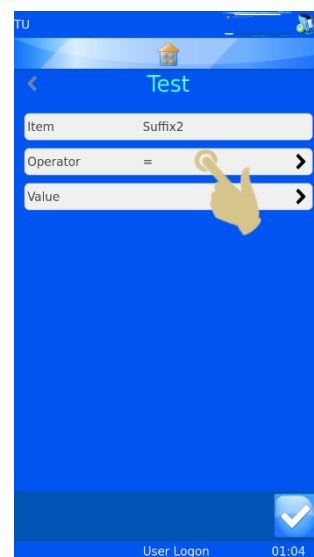 TU
Test
Item Suffix2
Operator =
Value
User Logon 01:04